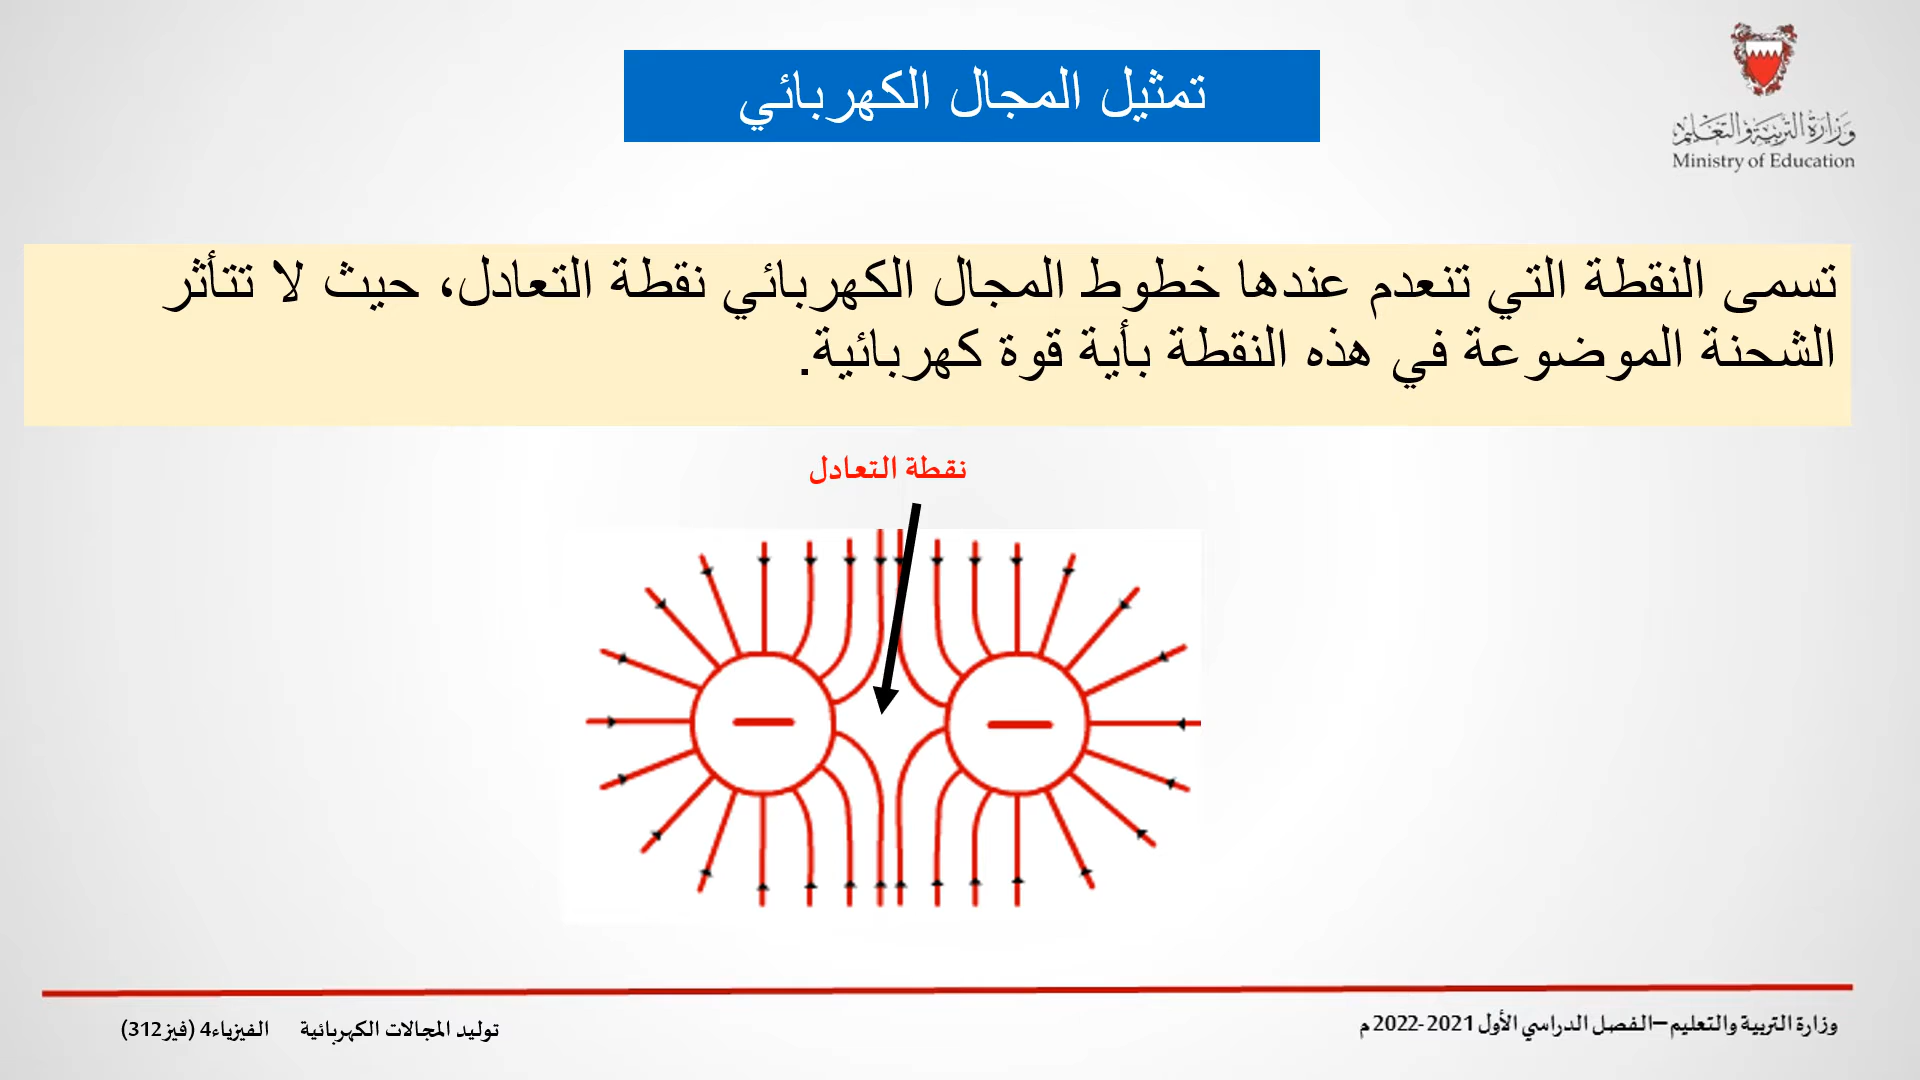 تمثيل المجال الكهربائي
وزارة التربية والتعليم
Ministry of Education
تسمى النقطة التي تنعدم عندها خطوط المجال الكهربائي نقطة التعادل، حيث لا تتأثر
الشحنة الموضوعة في هذه النقطة بأية قوة كهربائية.
نقطة التعادل
وزارة التربية والتعليم –الفصل الدراسي الأول 2021-2022 م
توليد المجالات الكهربائية الفيزياء4 (فيز312)